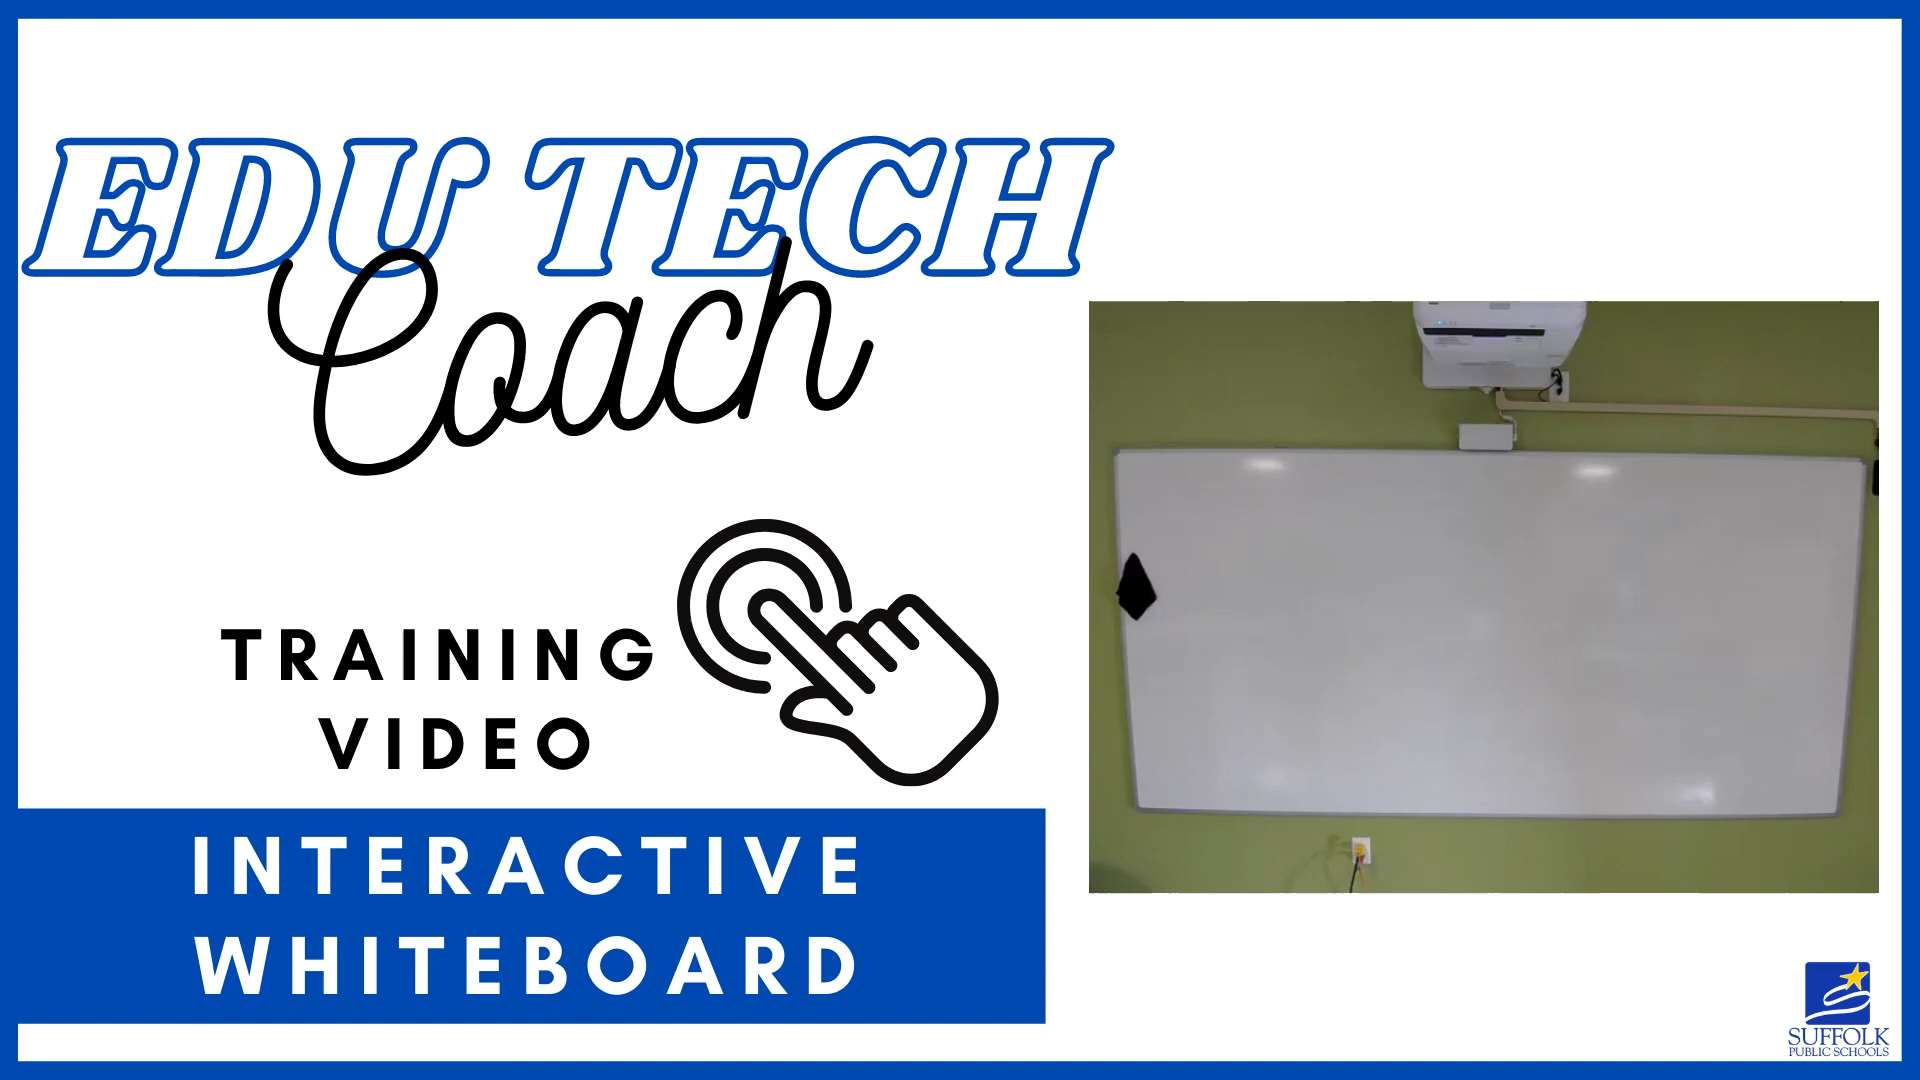 EDU TECH
Coach
TRAINING
VIDEO
INTERACTIVE
WHITEBOARD
SUFFOLK
PUBLIC SCHOOLS